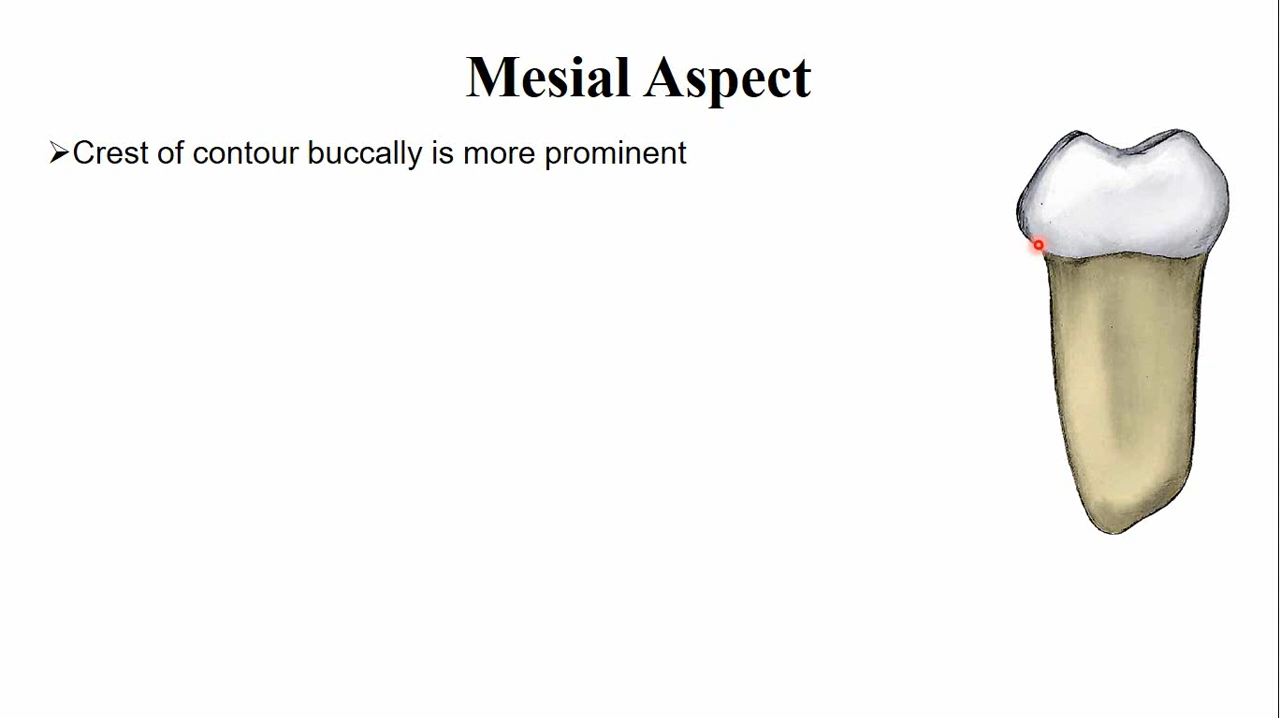 Mesial Aspect
➢Crest of contour buccally is more prominent